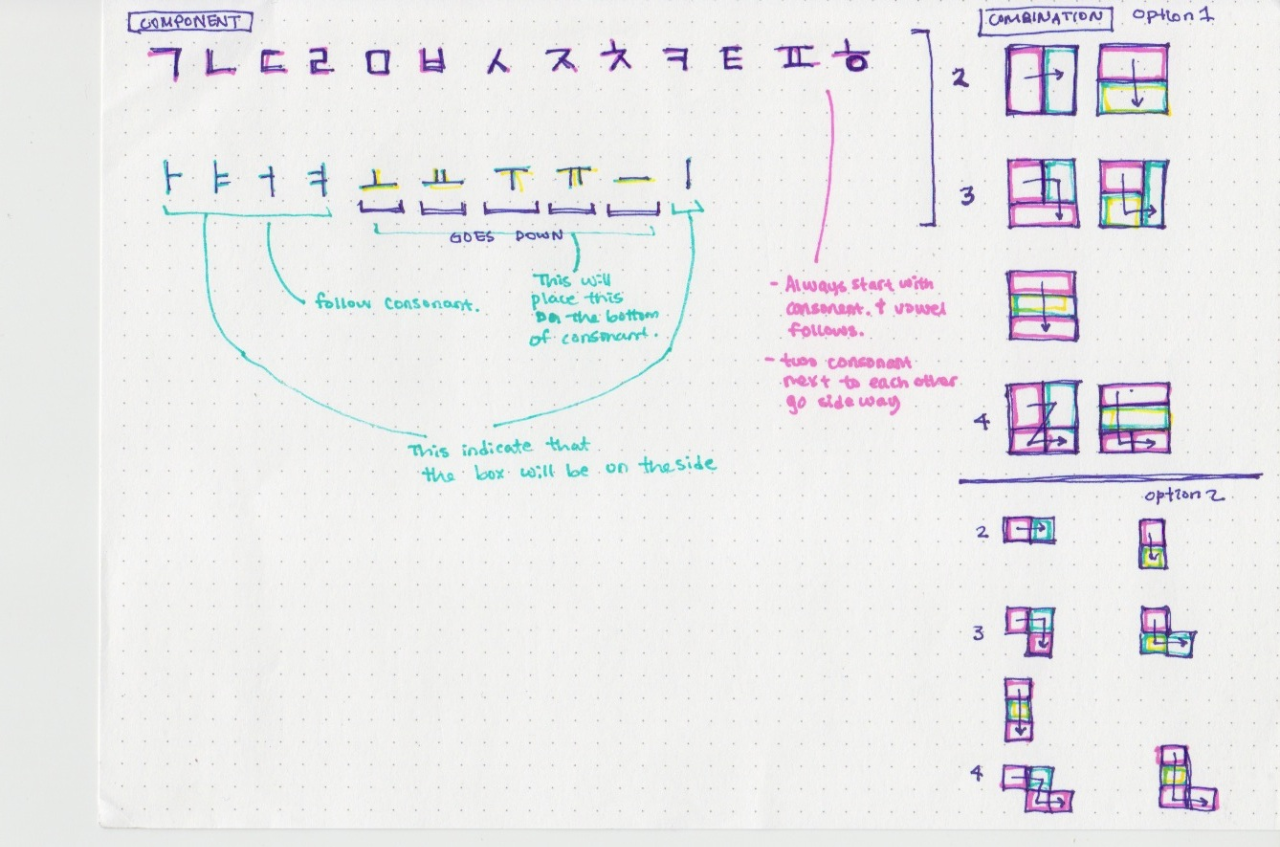 COMPONENT
ㄱ ㄴ ㄷ ㄹ ㅁ ㅂ ㅅ ㅈ ㅊ ㅋ ㅌ ㅍ ㅎ
ㅏ ㅑ ㅓ ㅕ ㅗ ㅛ ㅜ ㅠ ㅡ ㅣ
GOES DOWN
follow consonant.
This will
place this
on the bottom
of consonant.
This indicate that
the box will be on the side
- Always start with
consonent. & vowel
follows.
- two consonant
next to each other
go side way
COMBINATION option 1
2
3
4
option 2
2
3
4